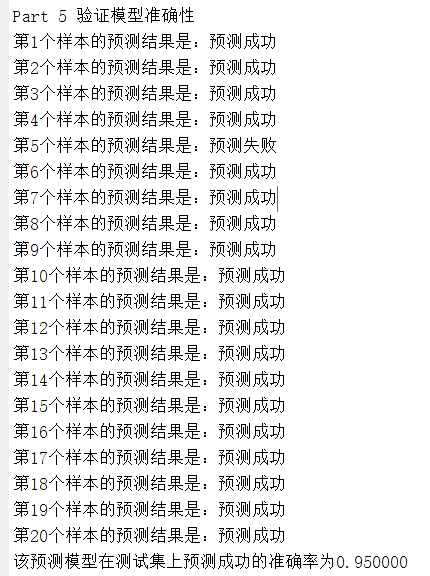 Part 5 验证模型准确性
第1个样本的预测结果是：预测成功
第2个样本的预测结果是：预测成功
第3个样本的预测结果是：预测成功
第4个样本的预测结果是：预测成功
第5个样本的预测结果是：预测失败
第6个样本的预测结果是：预测成功
第7个样本的预测结果是：预测成功
第8个样本的预测结果是：预测成功
第9个样本的预测结果是：预测成功
第10个样本的预测结果是：预测成功
第11个样本的预测结果是：预测成功
第12个样本的预测结果是：预测成功
第13个样本的预测结果是：预测成功
第14个样本的预测结果是：预测成功
第15个样本的预测结果是：预测成功
第16个样本的预测结果是：预测成功
第17个样本的预测结果是：预测成功
第18个样本的预测结果是：预测成功
第19个样本的预测结果是：预测成功
第20个样本的预测结果是：预测成功
该预测模型在测试集上预测成功的准确率为0.950000